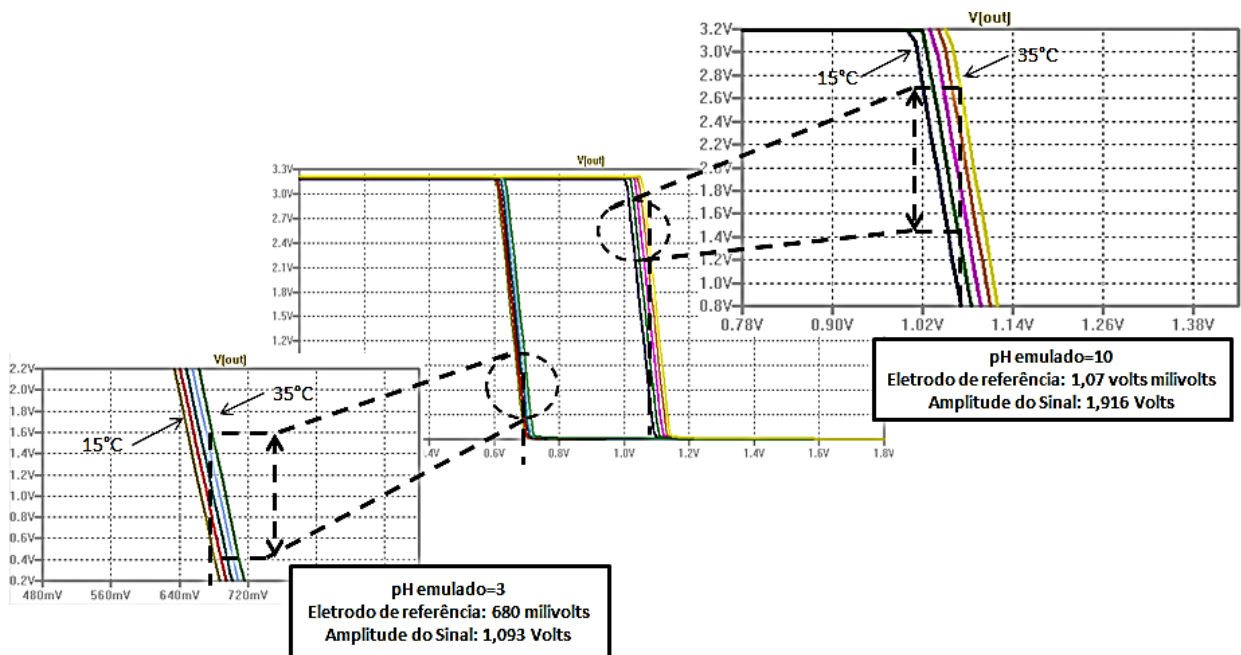 V[out]
3.2V
3.0V
2.8V
2.6V
2.4V
2.2V
2.0V
1.8V
1.6V
1.4V
1.2V
1.0V
0.8V
15°C
35°C
0.78V 0.90V 1.02V 1.14V 1.26V 1.38V
pH emulado=10
Eletrodo de referência: 1,07 volts milivolts
Amplitude do Sinal: 1,916 Volts
V[out]
3.3V
3.0V
2.7V
2.4V
2.1V
1.8V
1.5V
1.2V
0.6V 0.8V 1.0V 1.2V 1.4V 1.6V 1.8V
V[out]
2.2V
2.0V
1.8V
1.6V
1.4V
1.2V
1.0V
0.8V
0.6V
0.4V
0.2V
15°C
35°C
480mV 560mV 640mV 720mV
pH emulado=3
Eletrodo de referência: 680 milivolts
Amplitude do Sinal: 1,093 Volts